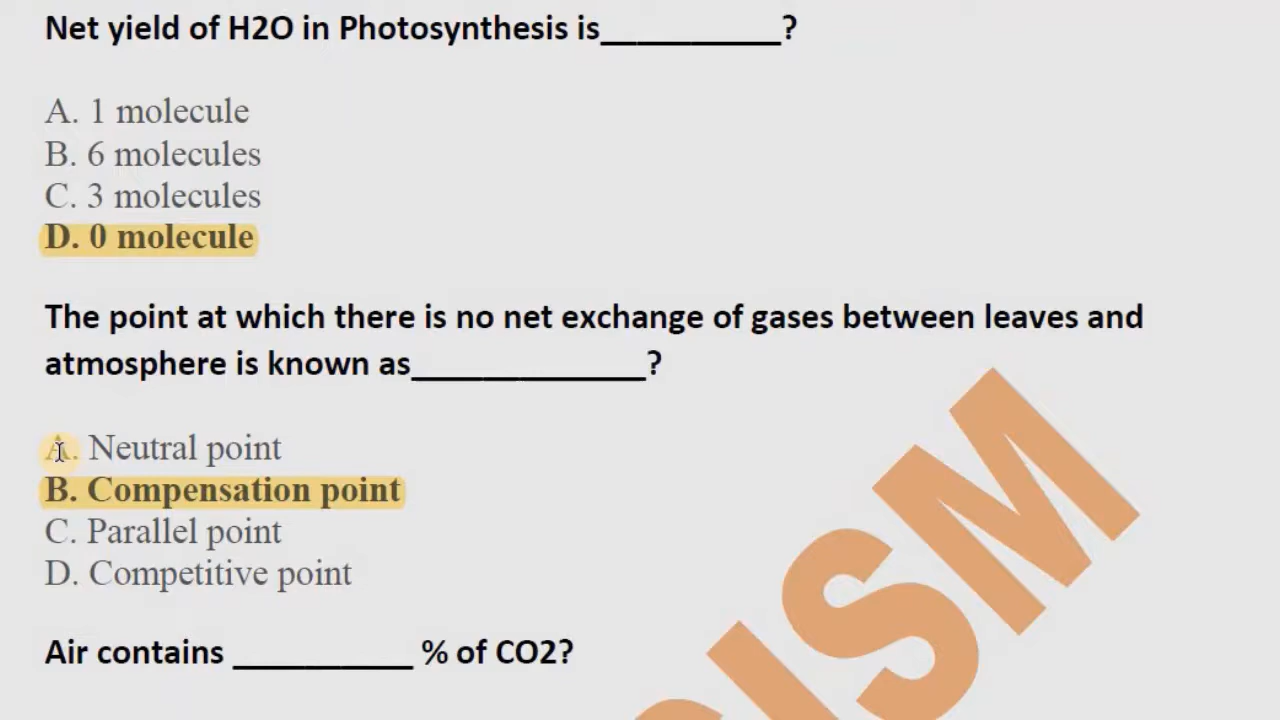 Net yield of H2O in Photosynthesis is__________?
A. 1 molecule
B. 6 molecules
C. 3 molecules
D. 0 molecule
The point at which there is no net exchange of gases between leaves and
atmosphere is known as_____________?
A. Neutral point
B. Compensation point
C. Parallel point
D. Competitive point
Air contains __________ % of CO2?